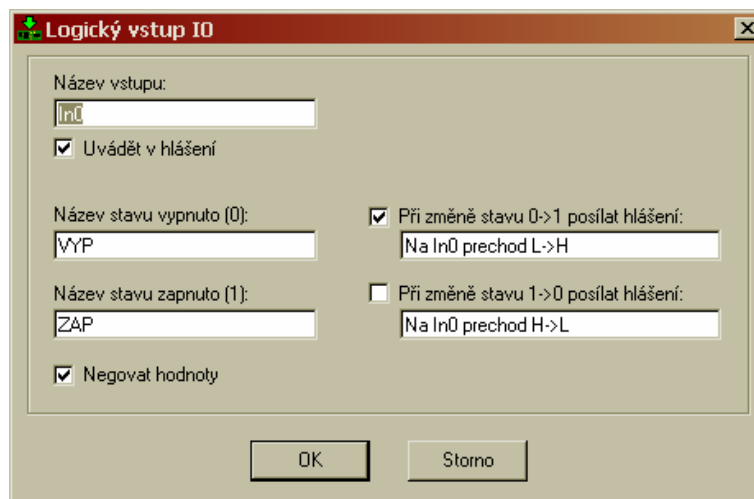 Logický vstup IO
Název vstupu:
In0
Uvádět v hlášení
Název stavu vypnuto (0):
VYP
Při změně stavu 0->1 posílat hlášení:
Na In0 prechod L->H
Název stavu zapnuto (1):
ZAP
Při změně stavu 1->0 posílat hlášení:
Na In0 prechod H->L
Negovat hodnoty
OK
Storno